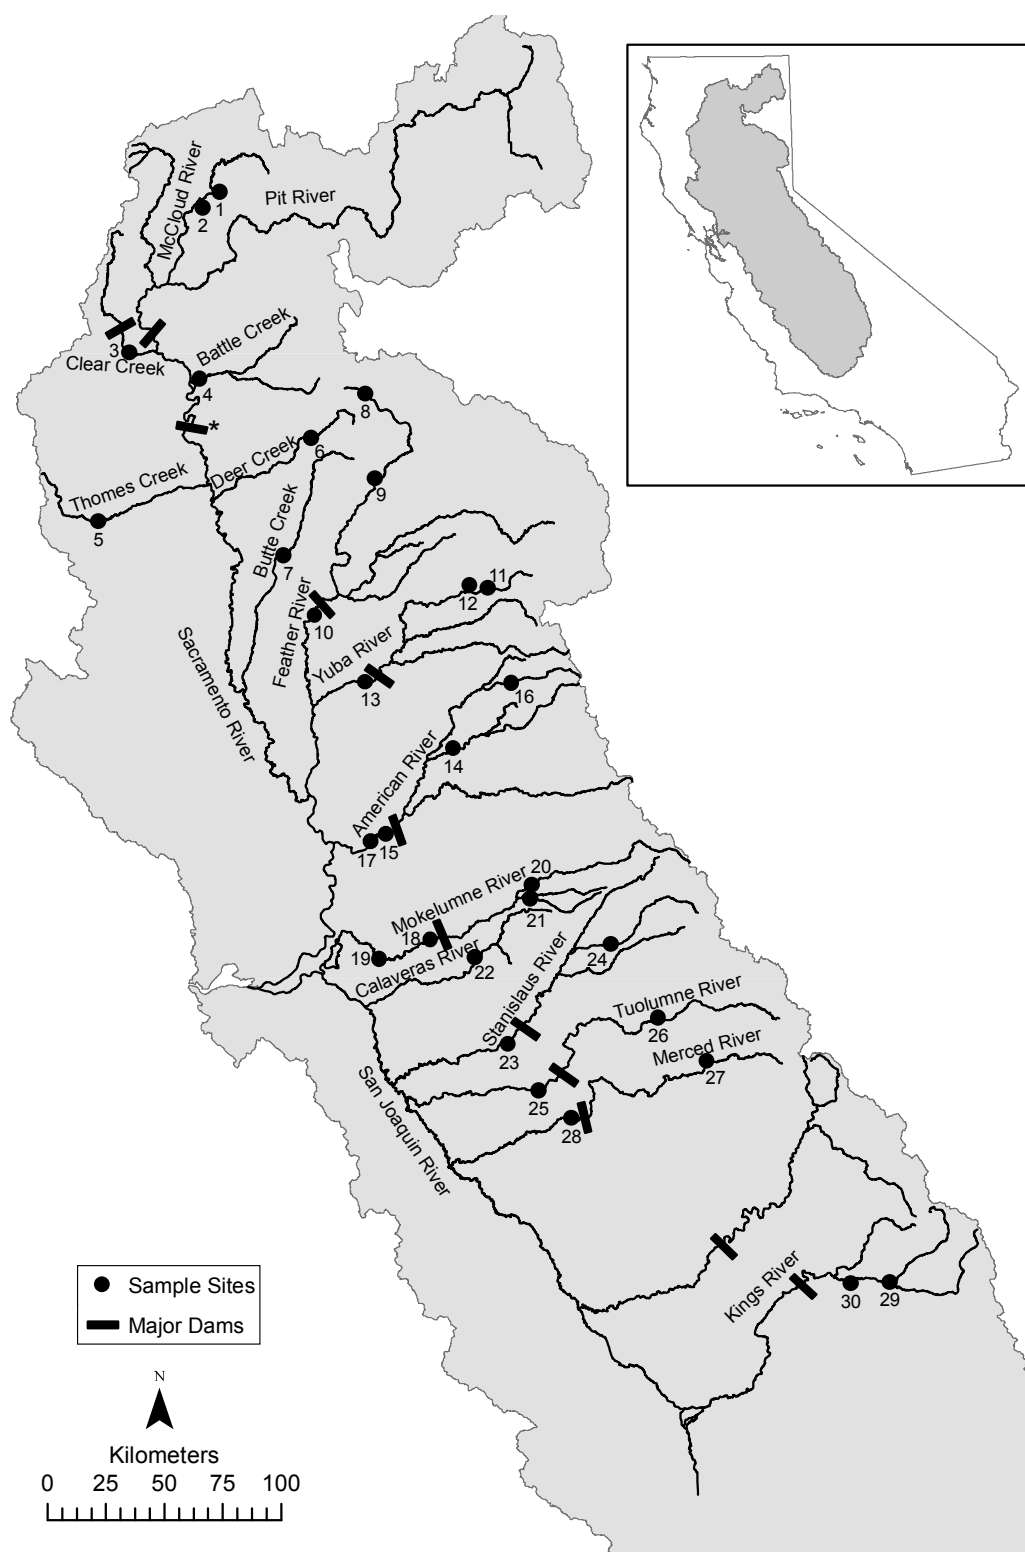 McCloud River
Pit River
1
2
3
Clear Creek
Battle Creek
4
*
8
Deer Creek
6
Thomes Creek
5
9
Butte Creek
7
11
12
Feather River
10
Yuba River
13
Sacramento River
16
American River
14
17
15
20
Mokelumne River
21
18
19
Calaveras River
22
Stanislaus River
24
23
Tuolumne River
26
Merced River
27
San Joaquin River
25
28
Kings River
30
29
Sample Sites
Major Dams
N
Kilometers
0 25 50 75 100